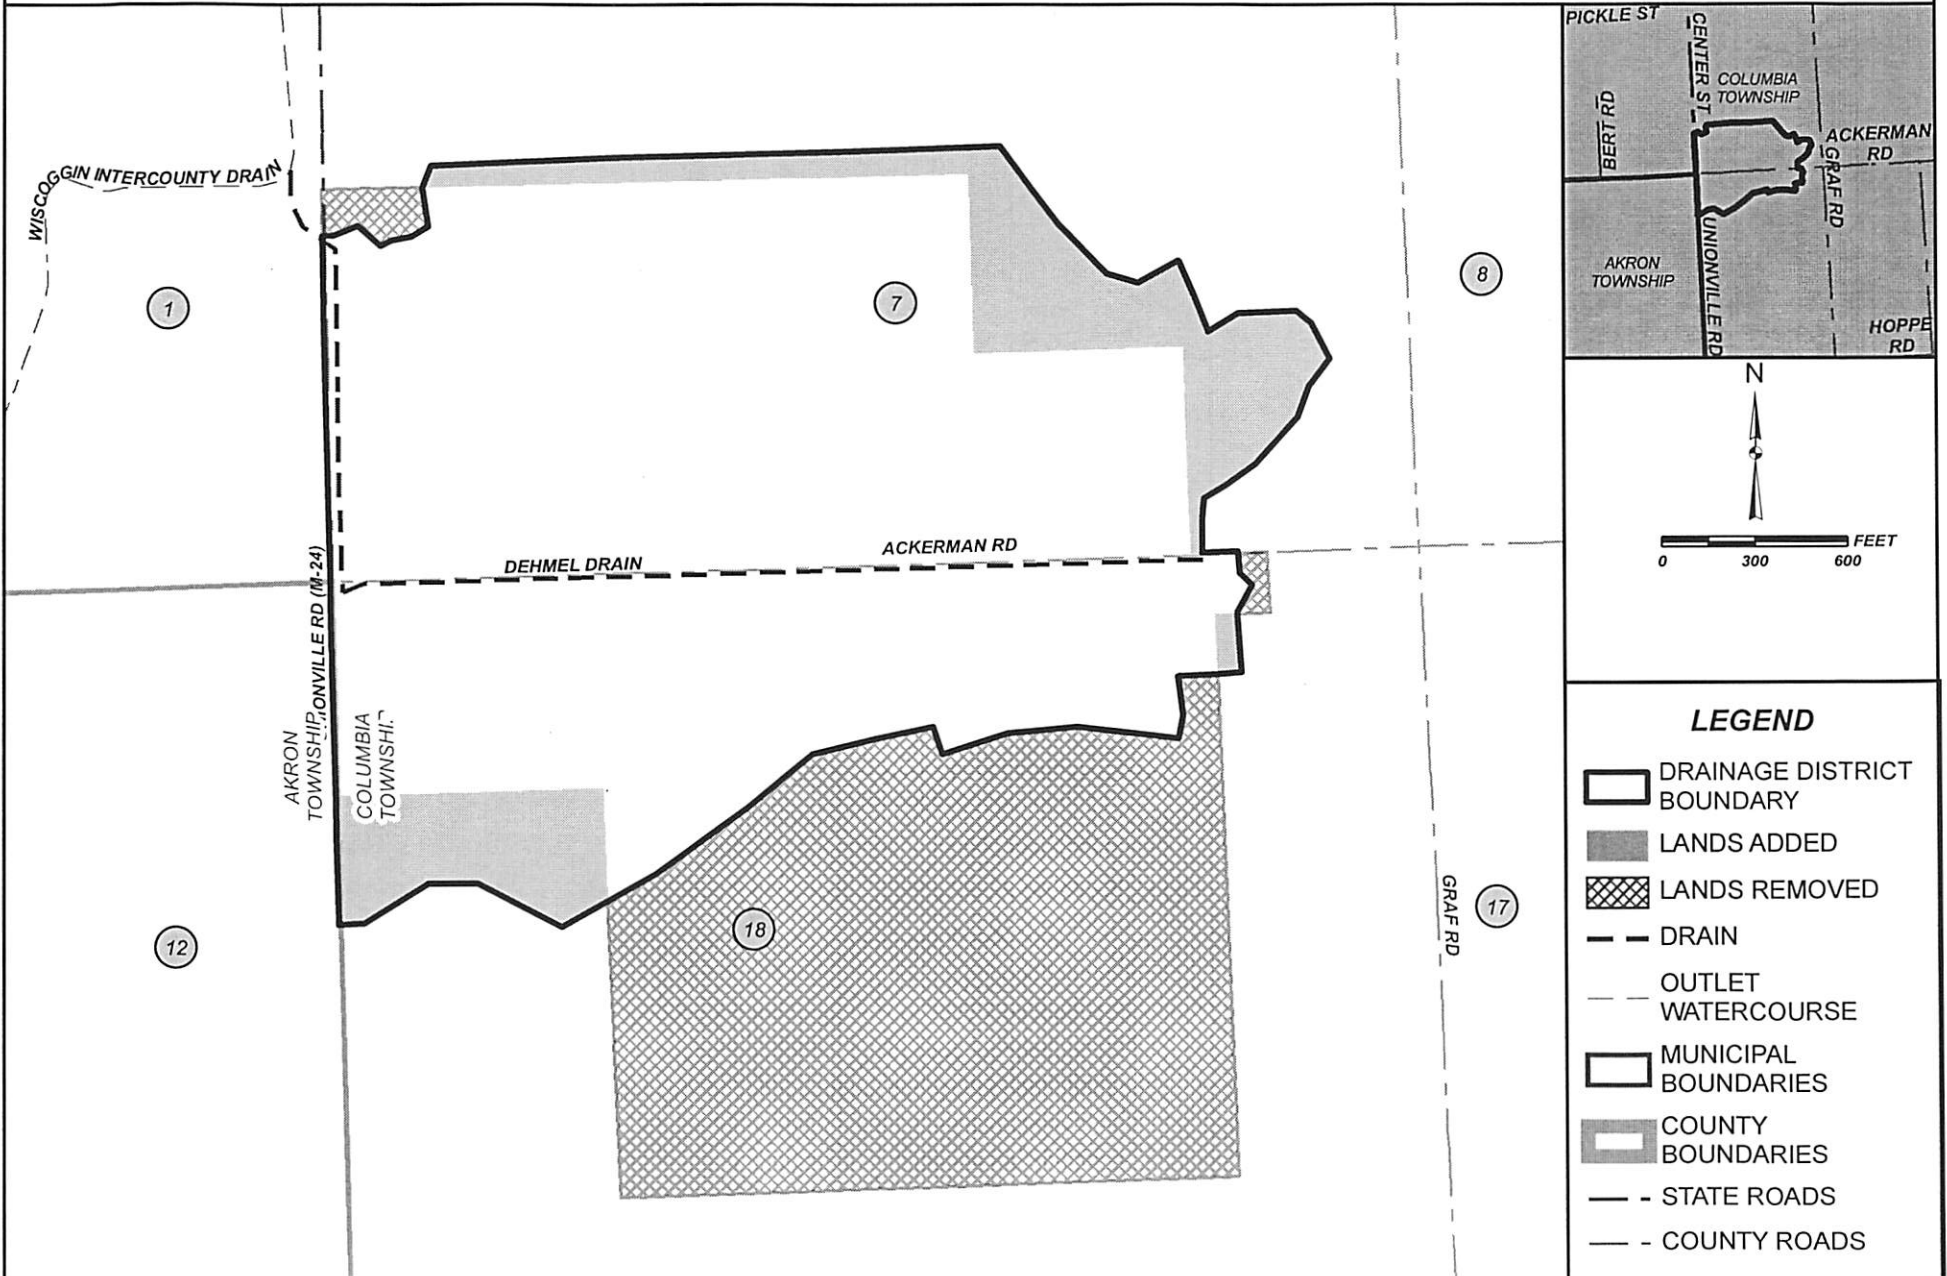 WISCOGGIN INTERCOUNTY DRAIN
1
7
8
DEHMEL DRAIN
ACKERMAN RD
RD (M-24)
AKRON
TOWNSHIP
COLUMBIA
12
18
17
GRAF RD
PICKLE ST
CENTER ST
COLUMBIA
TOWNSHIP
BERT RD
ACKERMAN
RD
GRAF RD
AKRON
TOWNSHIP
UNIONVILLE RD
HOPPE
RD
N
FEET
0 300 600
LEGEND
DRAINAGE DISTRICT
BOUNDARY
LANDS ADDED
LANDS REMOVED
DRAIN
OUTLET
WATERCOURSE
MUNICIPAL
BOUNDARIES
COUNTY
BOUNDARIES
STATE ROADS
COUNTY ROADS